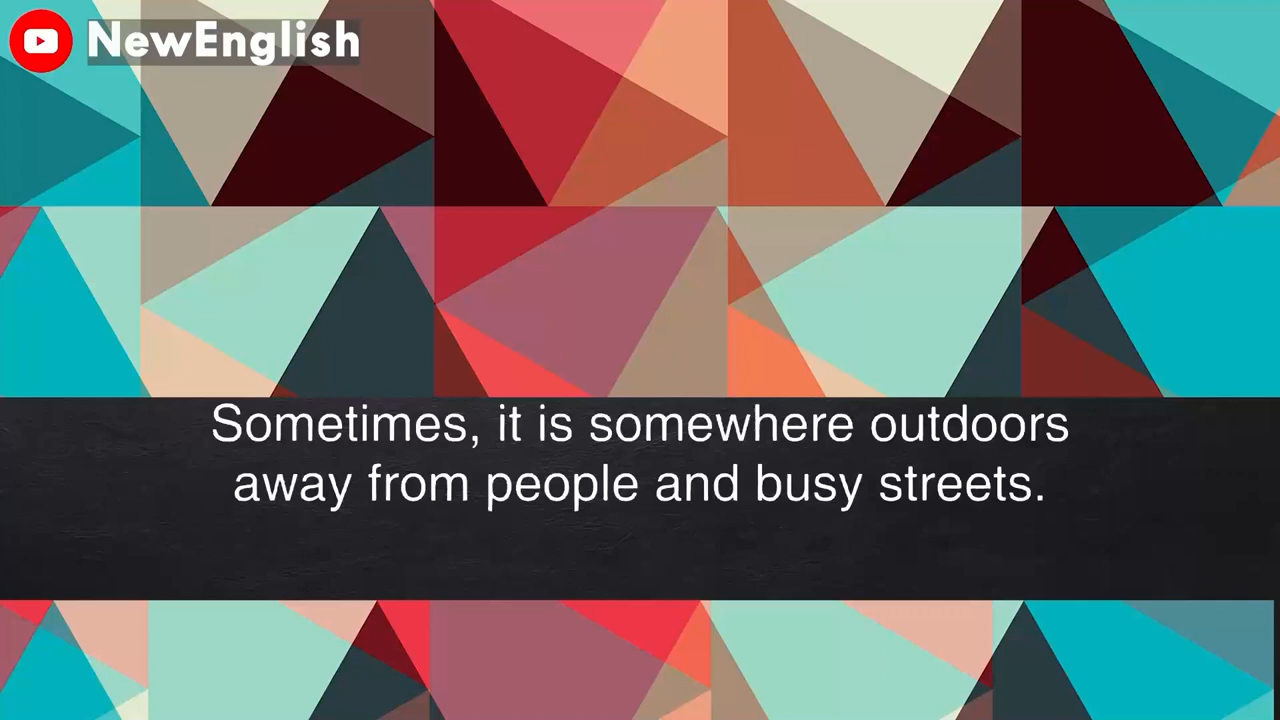 NewEnglish
Sometimes, it is somewhere outdoors
away from people and busy streets.